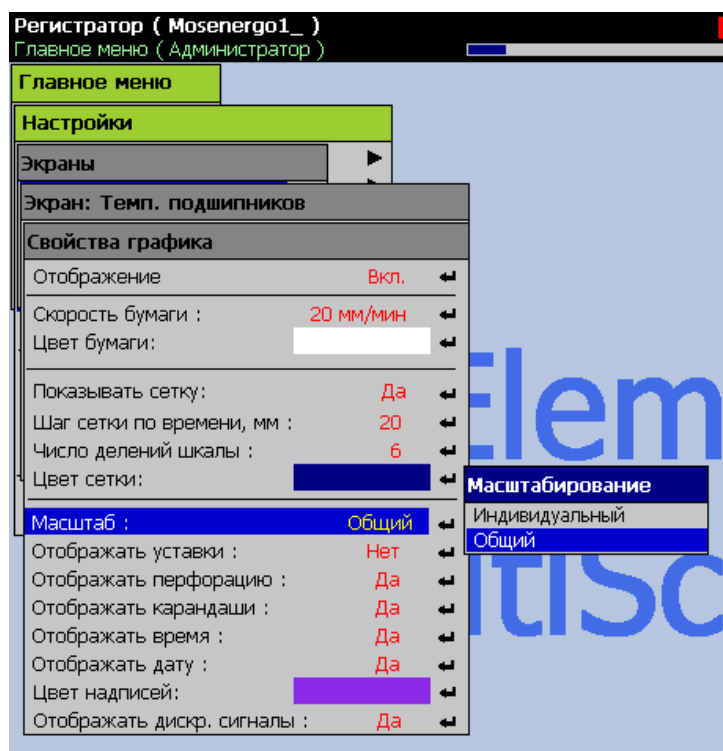 Регистратор ( Mosenergo1_ )
Главное меню ( Администратор )
Главное меню
Настройки
Экраны
Экран: Темп. подшипников
Свойства графика
Отображение Вкл.
Скорость бумаги : 20 мм/мин
Цвет бумаги:
Показывать сетку: Да
Шаг сетки по времени, мм : 20
Число делений шкалы : 6
Цвет сетки:
Масштаб : Общий
Отображать уставки : Нет
Отображать перфорацию : Да
Отображать карандаши : Да
Отображать время : Да
Отображать дату : Да
Цвет надписей:
Отображать дискр. сигналы : Да
Масштабирование
Индивидуальный
Общий
Elem